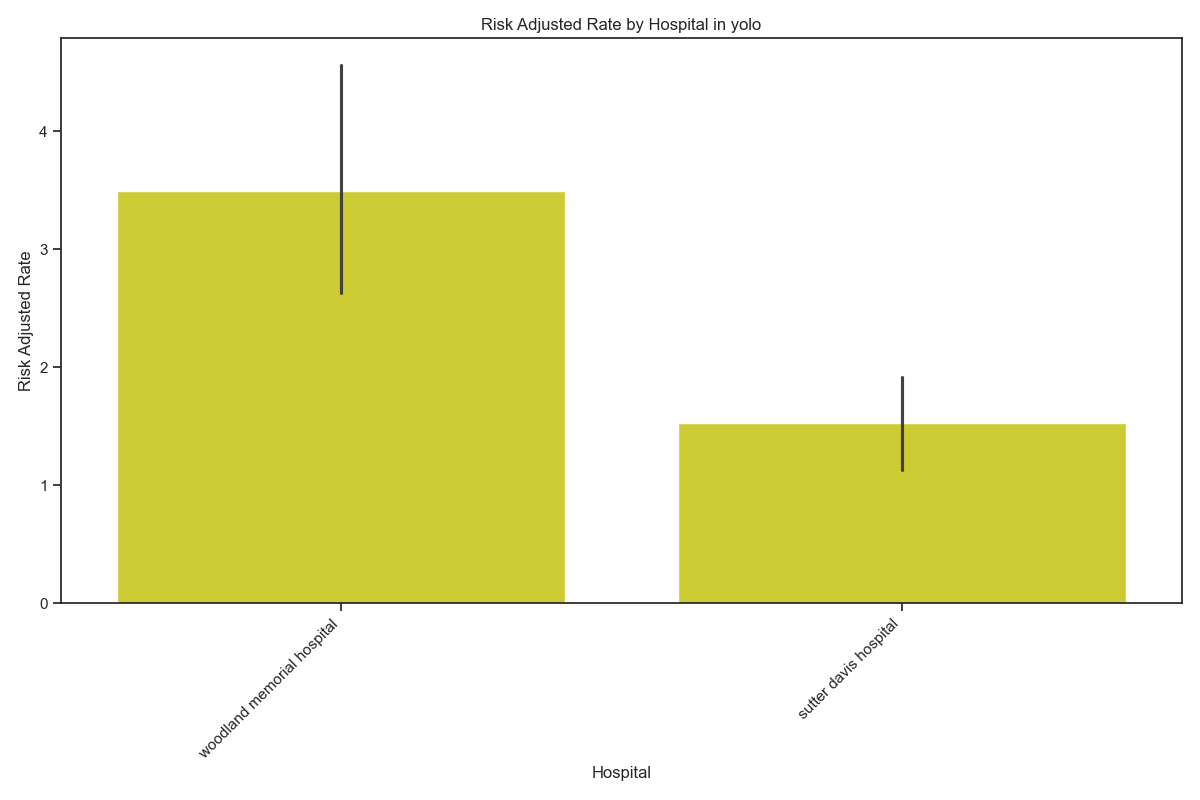 Risk Adjusted Rate by Hospital in yolo
Risk Adjusted Rate
4
3
2
1
0
woodland memorial hospital
sutter davis hospital
Hospital